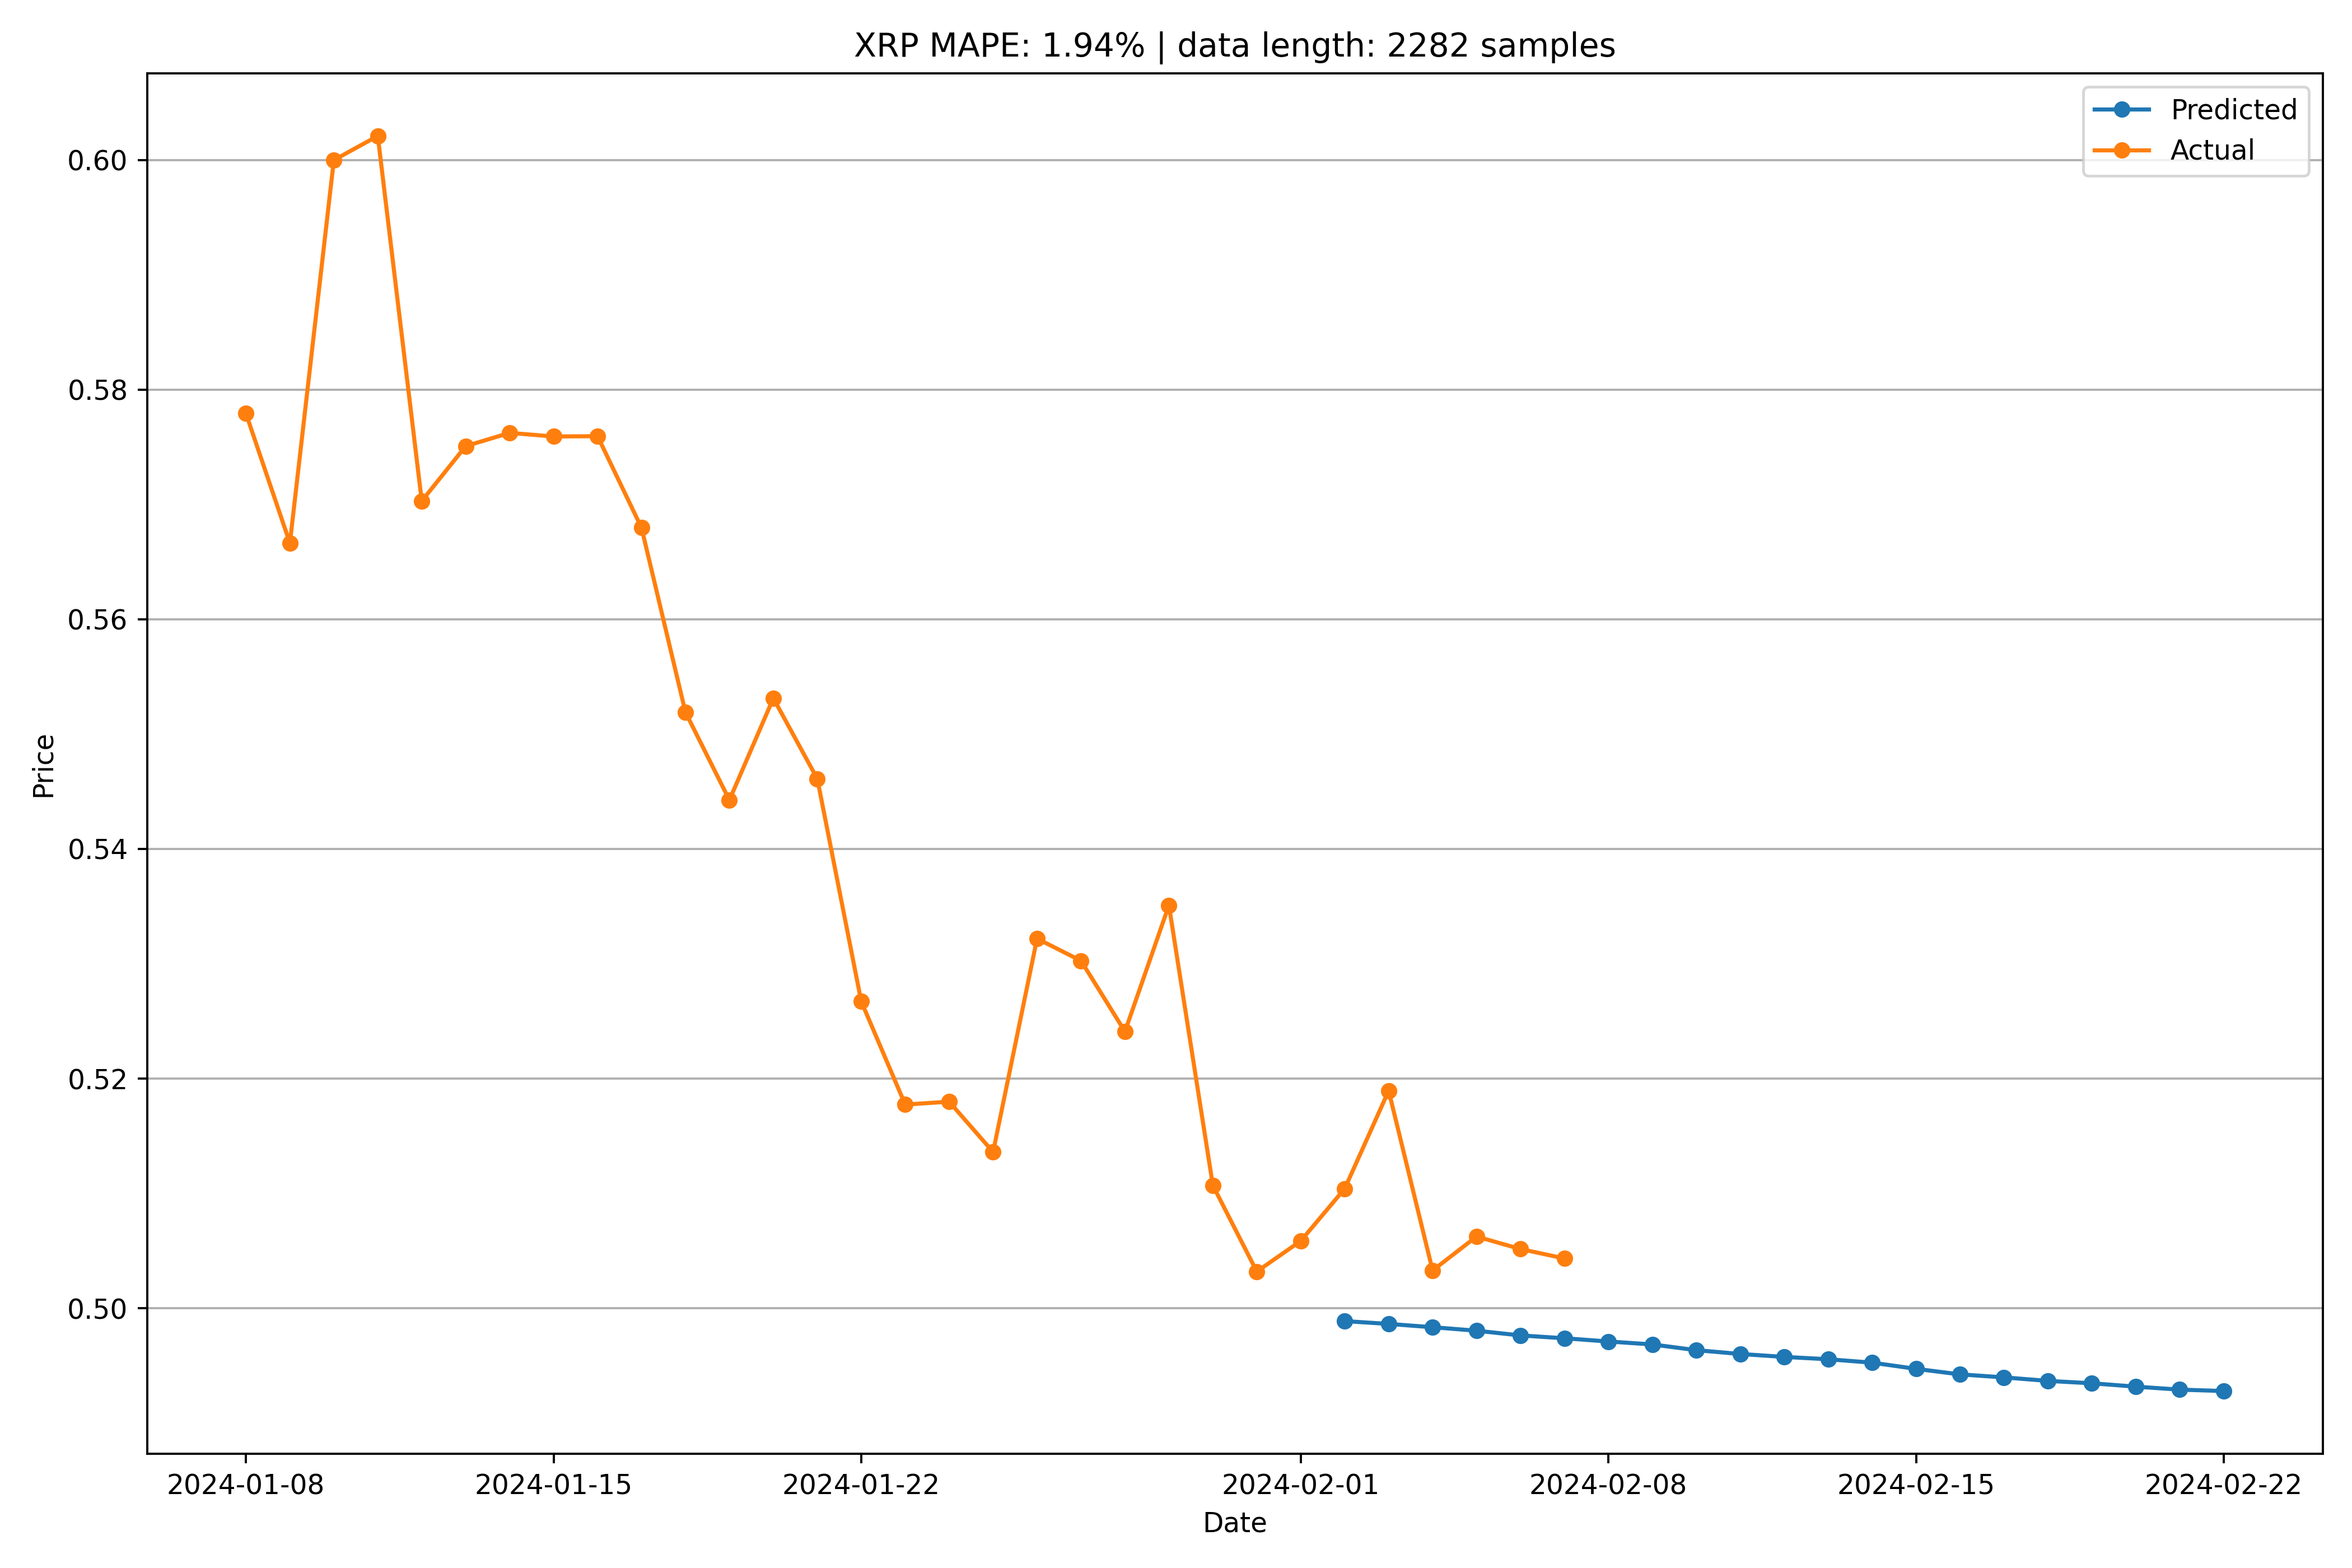 XRP MAPE: 1.94% | data length: 2282 samples
Predicted
Actual
0.60
0.58
0.56
0.54
0.52
0.50
Price
2024-01-08
2024-01-15
2024-01-22
2024-02-01
2024-02-08
2024-02-15
2024-02-22
Date